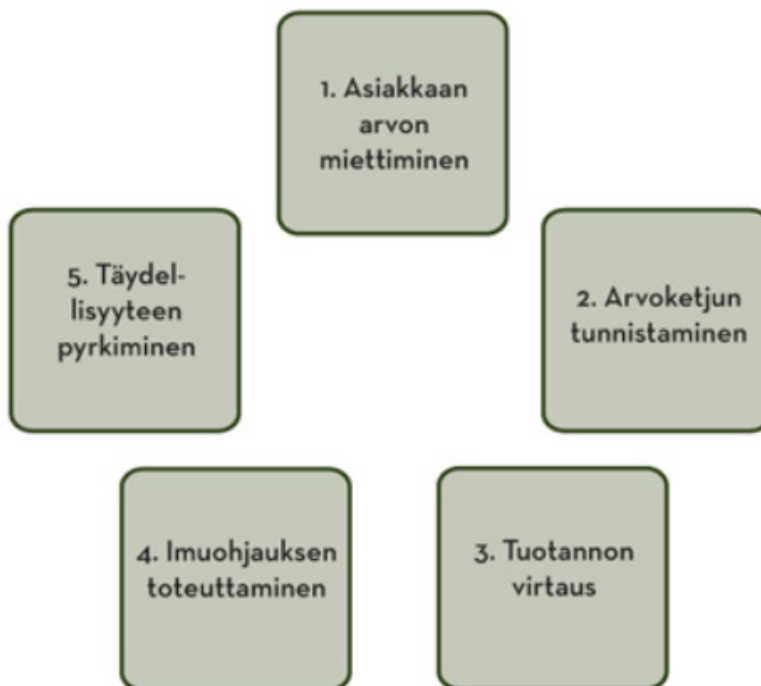 1. Asiakkaan
arvon
miettiminen
2. Arvoketjun
tunnistaminen
3. Tuotannon
virtaus
4. Imuohjauksen
toteuttaminen
5. Täydel-
lisyyteen
pyrkiminen